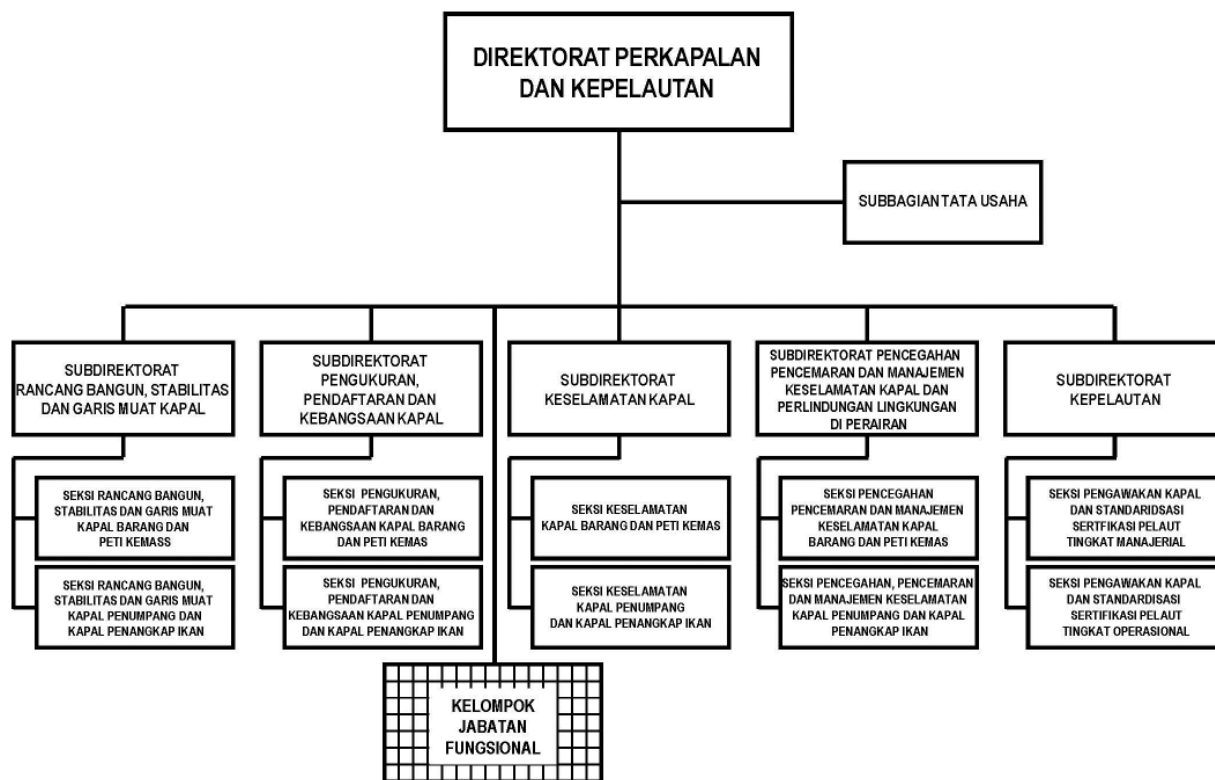 DIREKTORAT PERKAPALAN
DAN KEPELAUTAN
SUBBAGIAN TATA USAHA
SUBDIREKTORAT
RANCANG BANGUN, STABILITAS
DAN GARIS MUAT KAPAL
SUBDIREKTORAT
PENGUKURAN,
PENDAFTARAN DAN
KEBANGSAAN KAPAL
SUBDIREKTORAT
KESELAMATAN KAPAL
SUBDIREKTORAT PENCEGAHAN
PENCEMARAN DAN MANAJEMEN
KESELAMATAN KAPAL DAN
PERLINDUNGAN LINGKUNGAN
DI PERAIRAN
SUBDIREKTORAT
KEPELAUTAN
SEKSI RANCANG BANGUN,
STABILITAS DAN GARIS MUAT
KAPAL BARANG DAN
PETI KEMASS
SEKSI PENGUKURAN,
PENDAFTARAN DAN
KEBANGSAAN KAPAL BARANG
DAN PETI KEMAS
SEKSI KESELAMATAN
KAPAL BARANG DAN PETI KEMAS
SEKSI PENCEGAHAN
PENCEMARAN DAN MANAJEMEN
KESELAMATAN KAPAL
BARANG DAN PETI KEMAS
SEKSI PENGAWAKAN KAPAL
DAN STANDARIDSASI
SERTFIKASI PELAUT
TINGKAT MANAJERIAL
SEKSI RANCANG BANGUN,
STABILITAS DAN GARIS MUAT
KAPAL PENUMPANG DAN
KAPAL PENANGKAP IKAN
SEKSI PENGUKURAN,
PENDAFTARAN DAN
KEBANGSAAN KAPAL PENUMPANG
DAN KAPAL PENANGKAP IKAN
SEKSI KESELAMATAN
KAPAL PENUMPANG
DAN KAPAL PENANGKAP IKAN
SEKSI PENCEGAHAN, PENCEMARAN
DAN MANAJEMEN KESELAMATAN
KAPAL PENUMPANG DAN KAPAL
PENANGKAP IKAN
SEKSI PENGAWAKAN KAPAL
DAN STANDARDISASI
SERTIFIKASI PELAUT
TINGKAT OPERASIONAL
KELOMPOK
JABATAN
FUNGSIONAL